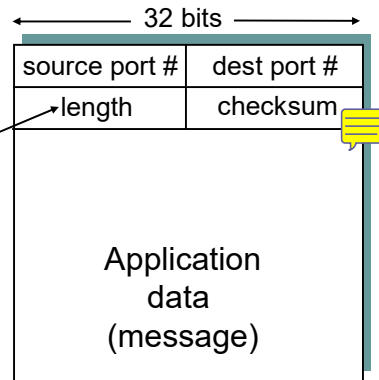 32 bits
source port # dest port #
length checksum
Application
data
(message)